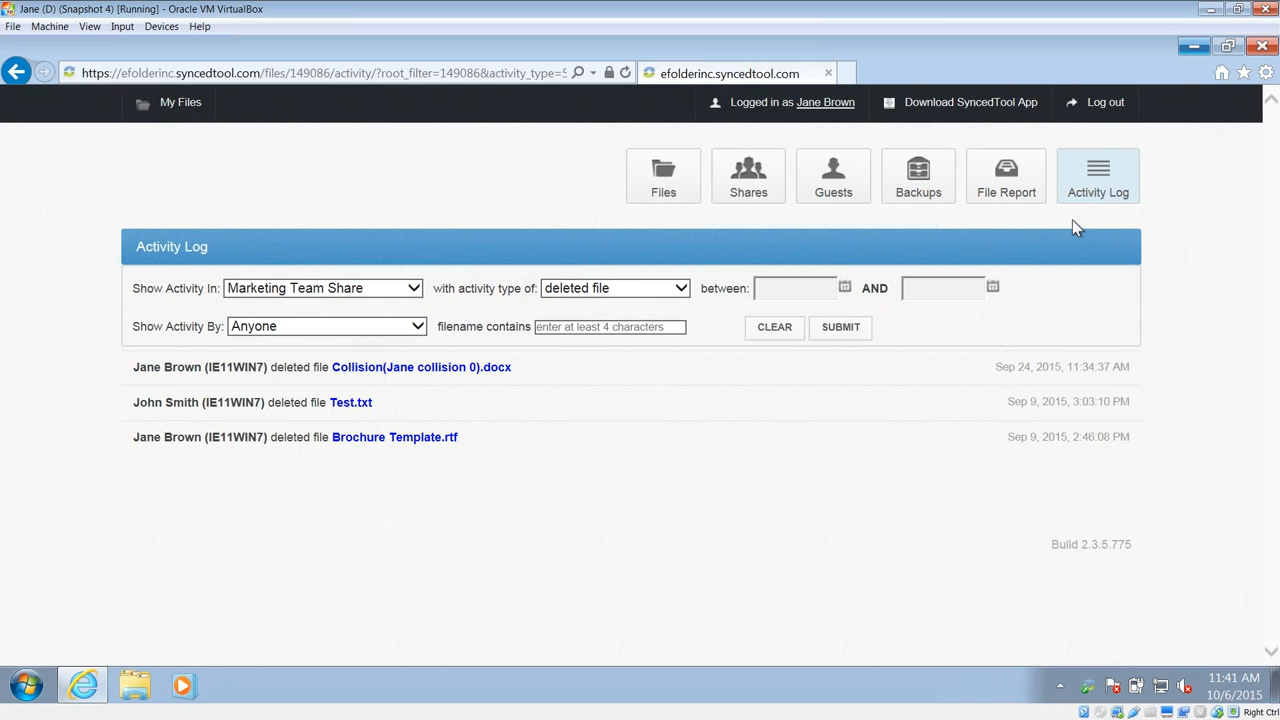 Jane (D) (Snapshot 4) [Running] - Oracle VM VirtualBox
File Machine View Input Devices Help
https://efolderinc.syncedtool.com/files/149086/activity/?root_filter=149086&activity_type=5 efolderinc.syncedtool.com
My Files Logged in as Jane Brown Download SyncedTool App Log out
Files Shares Guests Backups File Report Activity Log
Activity Log
Show Activity In: Marketing Team Share with activity type of: deleted file between: AND
Show Activity By: Anyone filename contains enter at least 4 characters CLEAR SUBMIT
Jane Brown (IE11WIN7) deleted file Collision(Jane collision 0).docx Sep 24, 2015, 11:34:37 AM
John Smith (IE11WIN7) deleted file Test.txt Sep 9, 2015, 3:03:10 PM
Jane Brown (IE11WIN7) deleted file Brochure Template.rtf Sep 9, 2015, 2:46:08 PM
Build 2.3.5.775
11:41 AM
10/6/2015
Right Ctrl